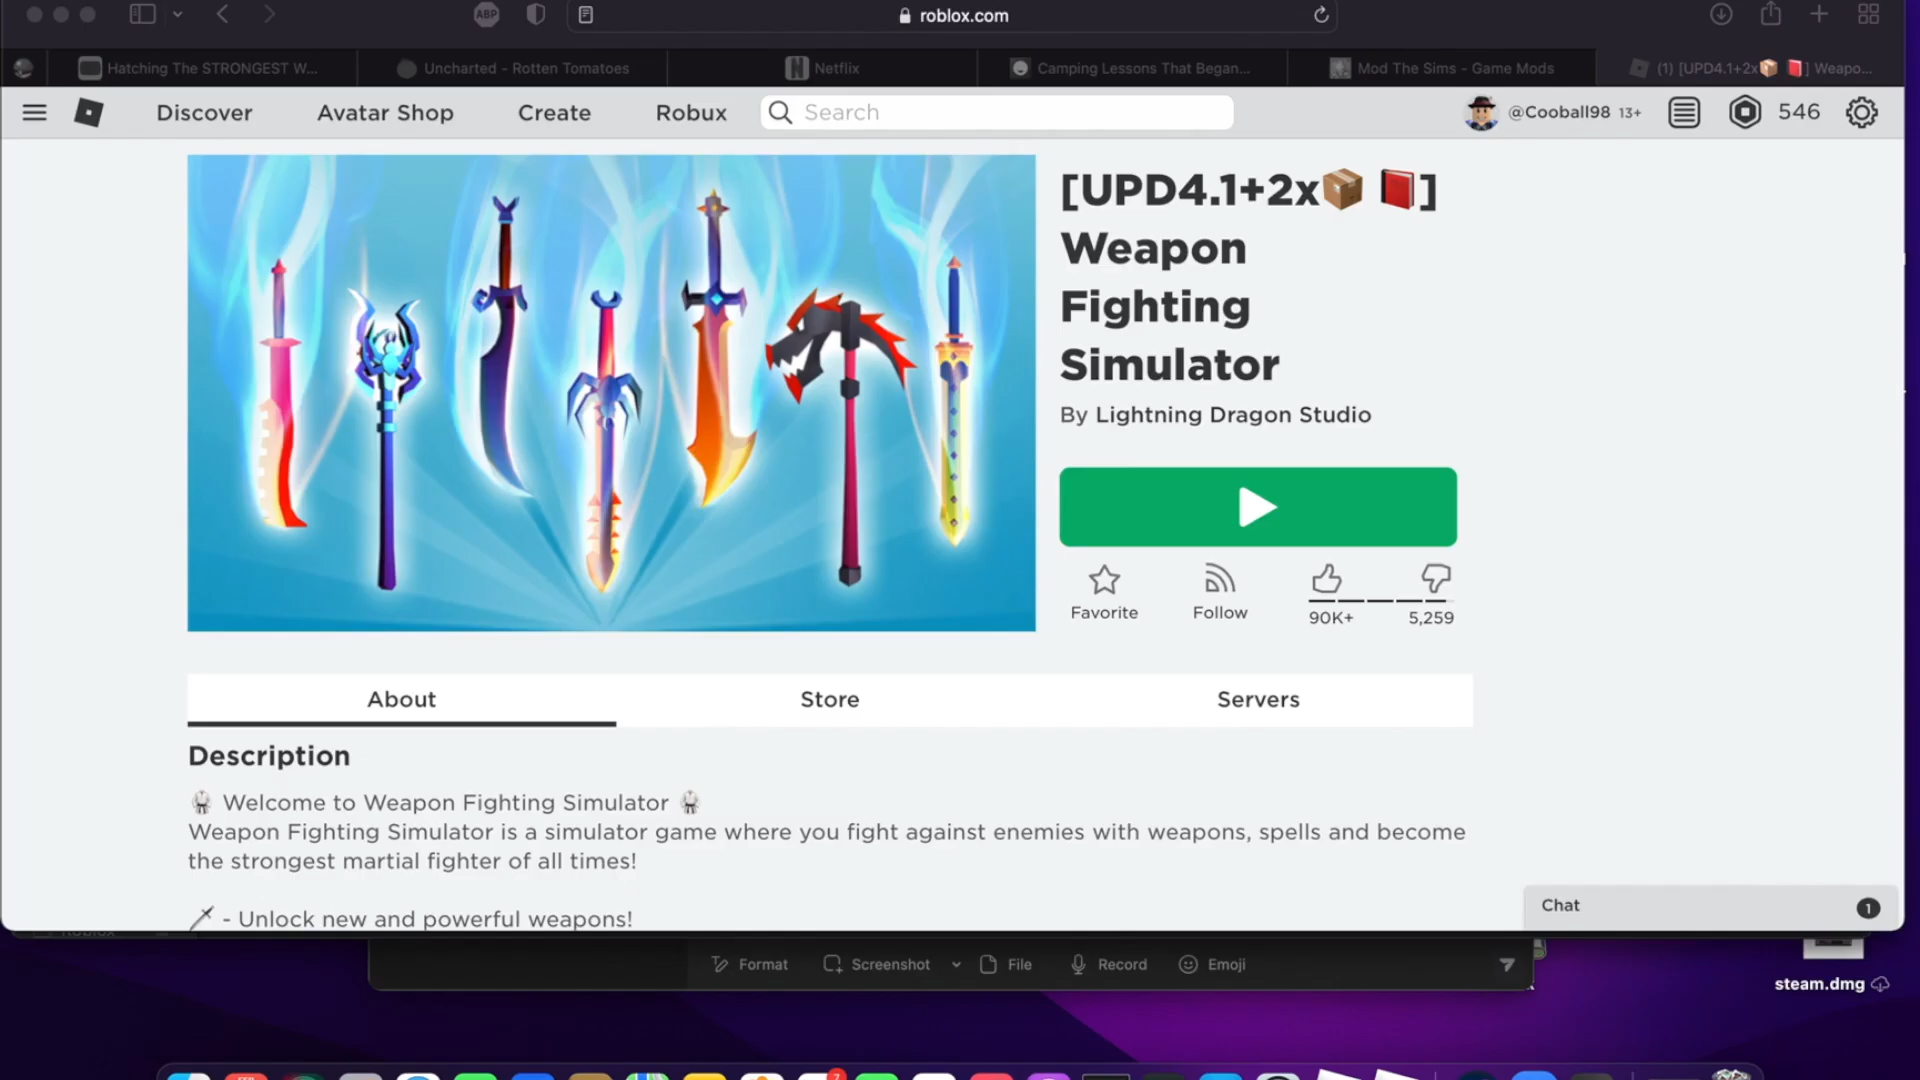 ABP
roblox.com
Hatching The STRONGEST W...
Uncharted - Rotten Tomatoes
N Netflix
Camping Lessons That Began...
Mod The Sims - Game Mods
(1) [UPD4.1+2x📦 📕] Weapo...
Discover
Avatar Shop
Create
Robux
Search
@Cooball98 13+
546
[UPD4.1+2x📦 📕]
Weapon
Fighting
Simulator
By Lightning Dragon Studio
Favorite
Follow
90K+
5,259
About
Store
Servers
Description
🥋 Welcome to Weapon Fighting Simulator 🥋
Weapon Fighting Simulator is a simulator game where you fight against enemies with weapons, spells and become
the strongest martial fighter of all times!
🗡 - Unlock new and powerful weapons!
Chat
1
Format
Screenshot
File
Record
Emoji
steam.dmg
7